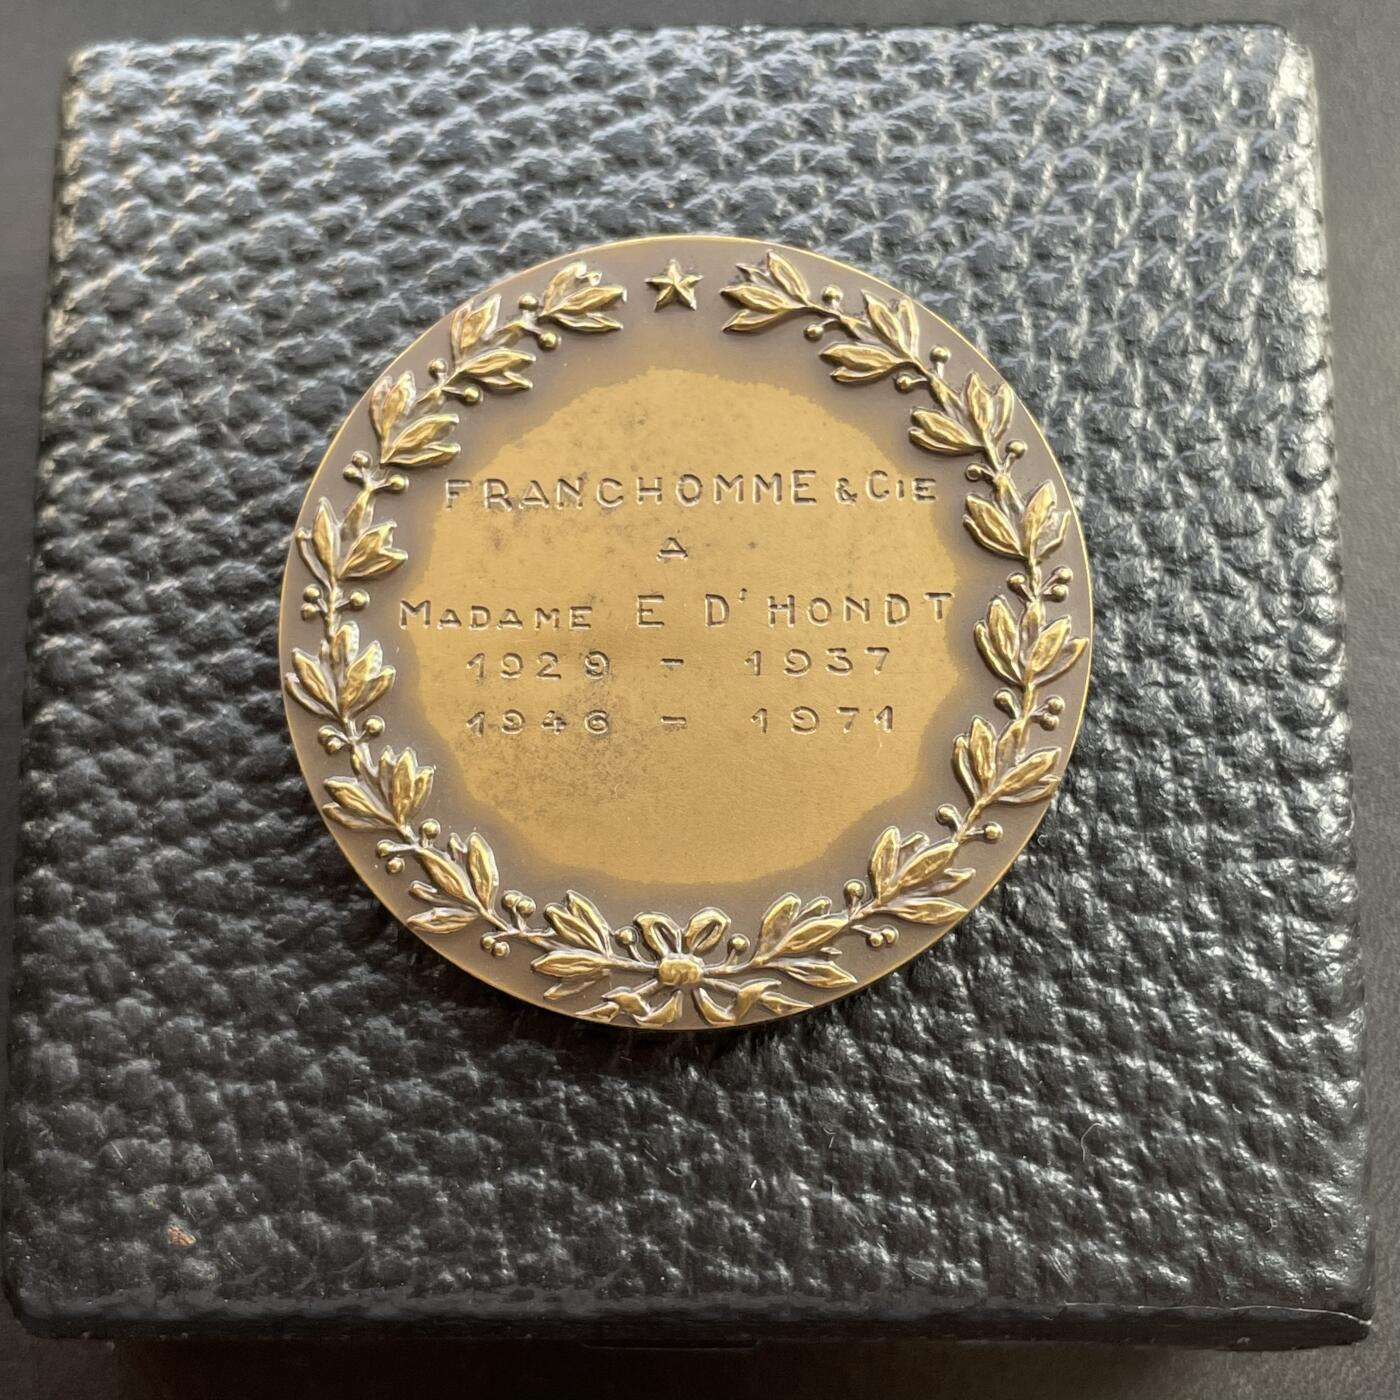 FRANCHOMME & CIE
A
MADAME E D'HONDT
1929 - 1937
1946 - 1971